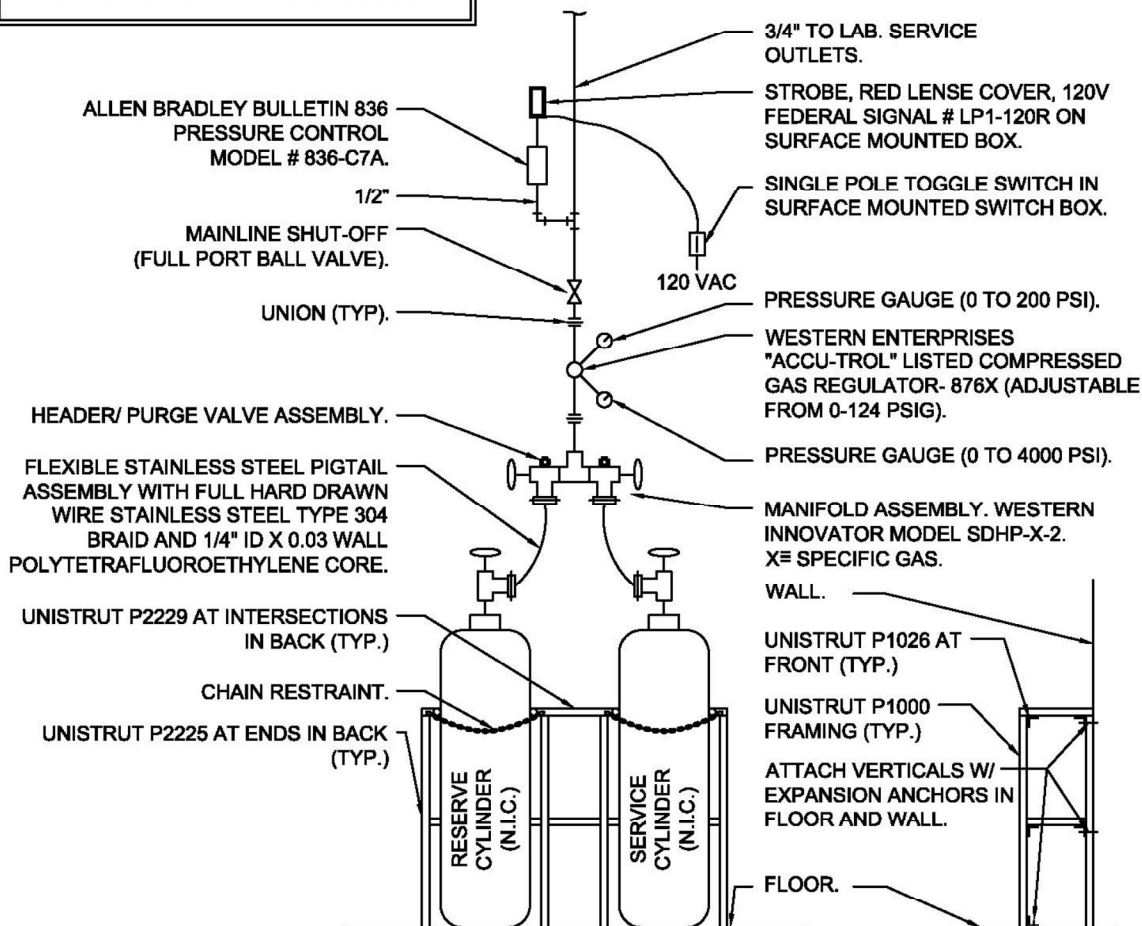 3/4" TO LAB. SERVICE
OUTLETS.
STROBE, RED LENSE COVER, 120V
FEDERAL SIGNAL # LP1-120R ON
SURFACE MOUNTED BOX.
ALLEN BRADLEY BULLETIN 836
PRESSURE CONTROL
MODEL # 836-C7A.
1/2"
SINGLE POLE TOGGLE SWITCH IN
SURFACE MOUNTED SWITCH BOX.
MAINLINE SHUT-OFF
(FULL PORT BALL VALVE).
120 VAC
UNION (TYP).
PRESSURE GAUGE (0 TO 200 PSI).
WESTERN ENTERPRISES
"ACCU-TROL" LISTED COMPRESSED
GAS REGULATOR- 876X (ADJUSTABLE
FROM 0-124 PSIG).
HEADER/ PURGE VALVE ASSEMBLY.
PRESSURE GAUGE (0 TO 4000 PSI).
FLEXIBLE STAINLESS STEEL PIGTAIL
ASSEMBLY WITH FULL HARD DRAWN
WIRE STAINLESS STEEL TYPE 304
BRAID AND 1/4" ID X 0.03 WALL
POLYTETRAFLUOROETHYLENE CORE.
MANIFOLD ASSEMBLY. WESTERN
INNOVATOR MODEL SDHP-X-2.
X≡ SPECIFIC GAS.
WALL.
UNISTRUT P2229 AT INTERSECTIONS
IN BACK (TYP.)
UNISTRUT P1026 AT
FRONT (TYP.)
CHAIN RESTRAINT.
UNISTRUT P1000
FRAMING (TYP.)
UNISTRUT P2225 AT ENDS IN BACK
(TYP.)
ATTACH VERTICALS W/
EXPANSION ANCHORS IN
FLOOR AND WALL.
RESERVE
CYLINDER
(N.I.C.)
SERVICE
CYLINDER
(N.I.C.)
FLOOR.